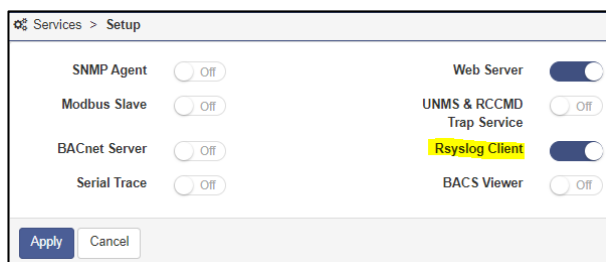 Services > Setup
SNMP Agent Off Web Server
Modbus Slave Off UNMS & RCCMD
Trap Service Off
BACnet Server Off Rsyslog Client
Serial Trace Off BACS Viewer Off
Apply Cancel